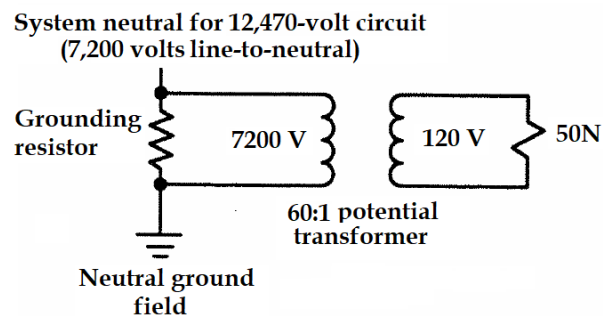 System neutral for 12,470-volt circuit
(7,200 volts line-to-neutral)
Grounding
resistor
7200 V
120 V
50N
60:1 potential
transformer
Neutral ground
field